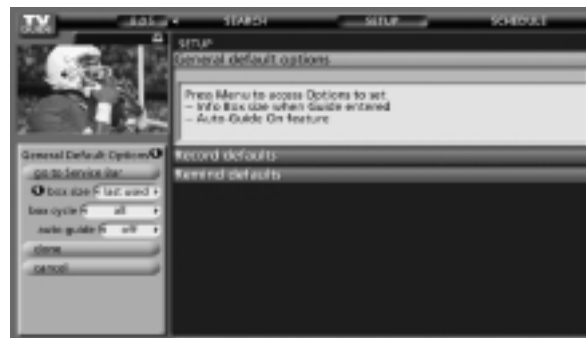 TV
GUIDE
8:05
SEARCH
SETUP
SCHEDULE
SETUP
General default options
Press Menu to access Options to set
– Info Box size when Guide entered
– Auto-Guide On feature
Record defaults
Remind defaults
General Default Options
go to Service Bar
box size last used
box cycle all
auto guide off
done
cancel